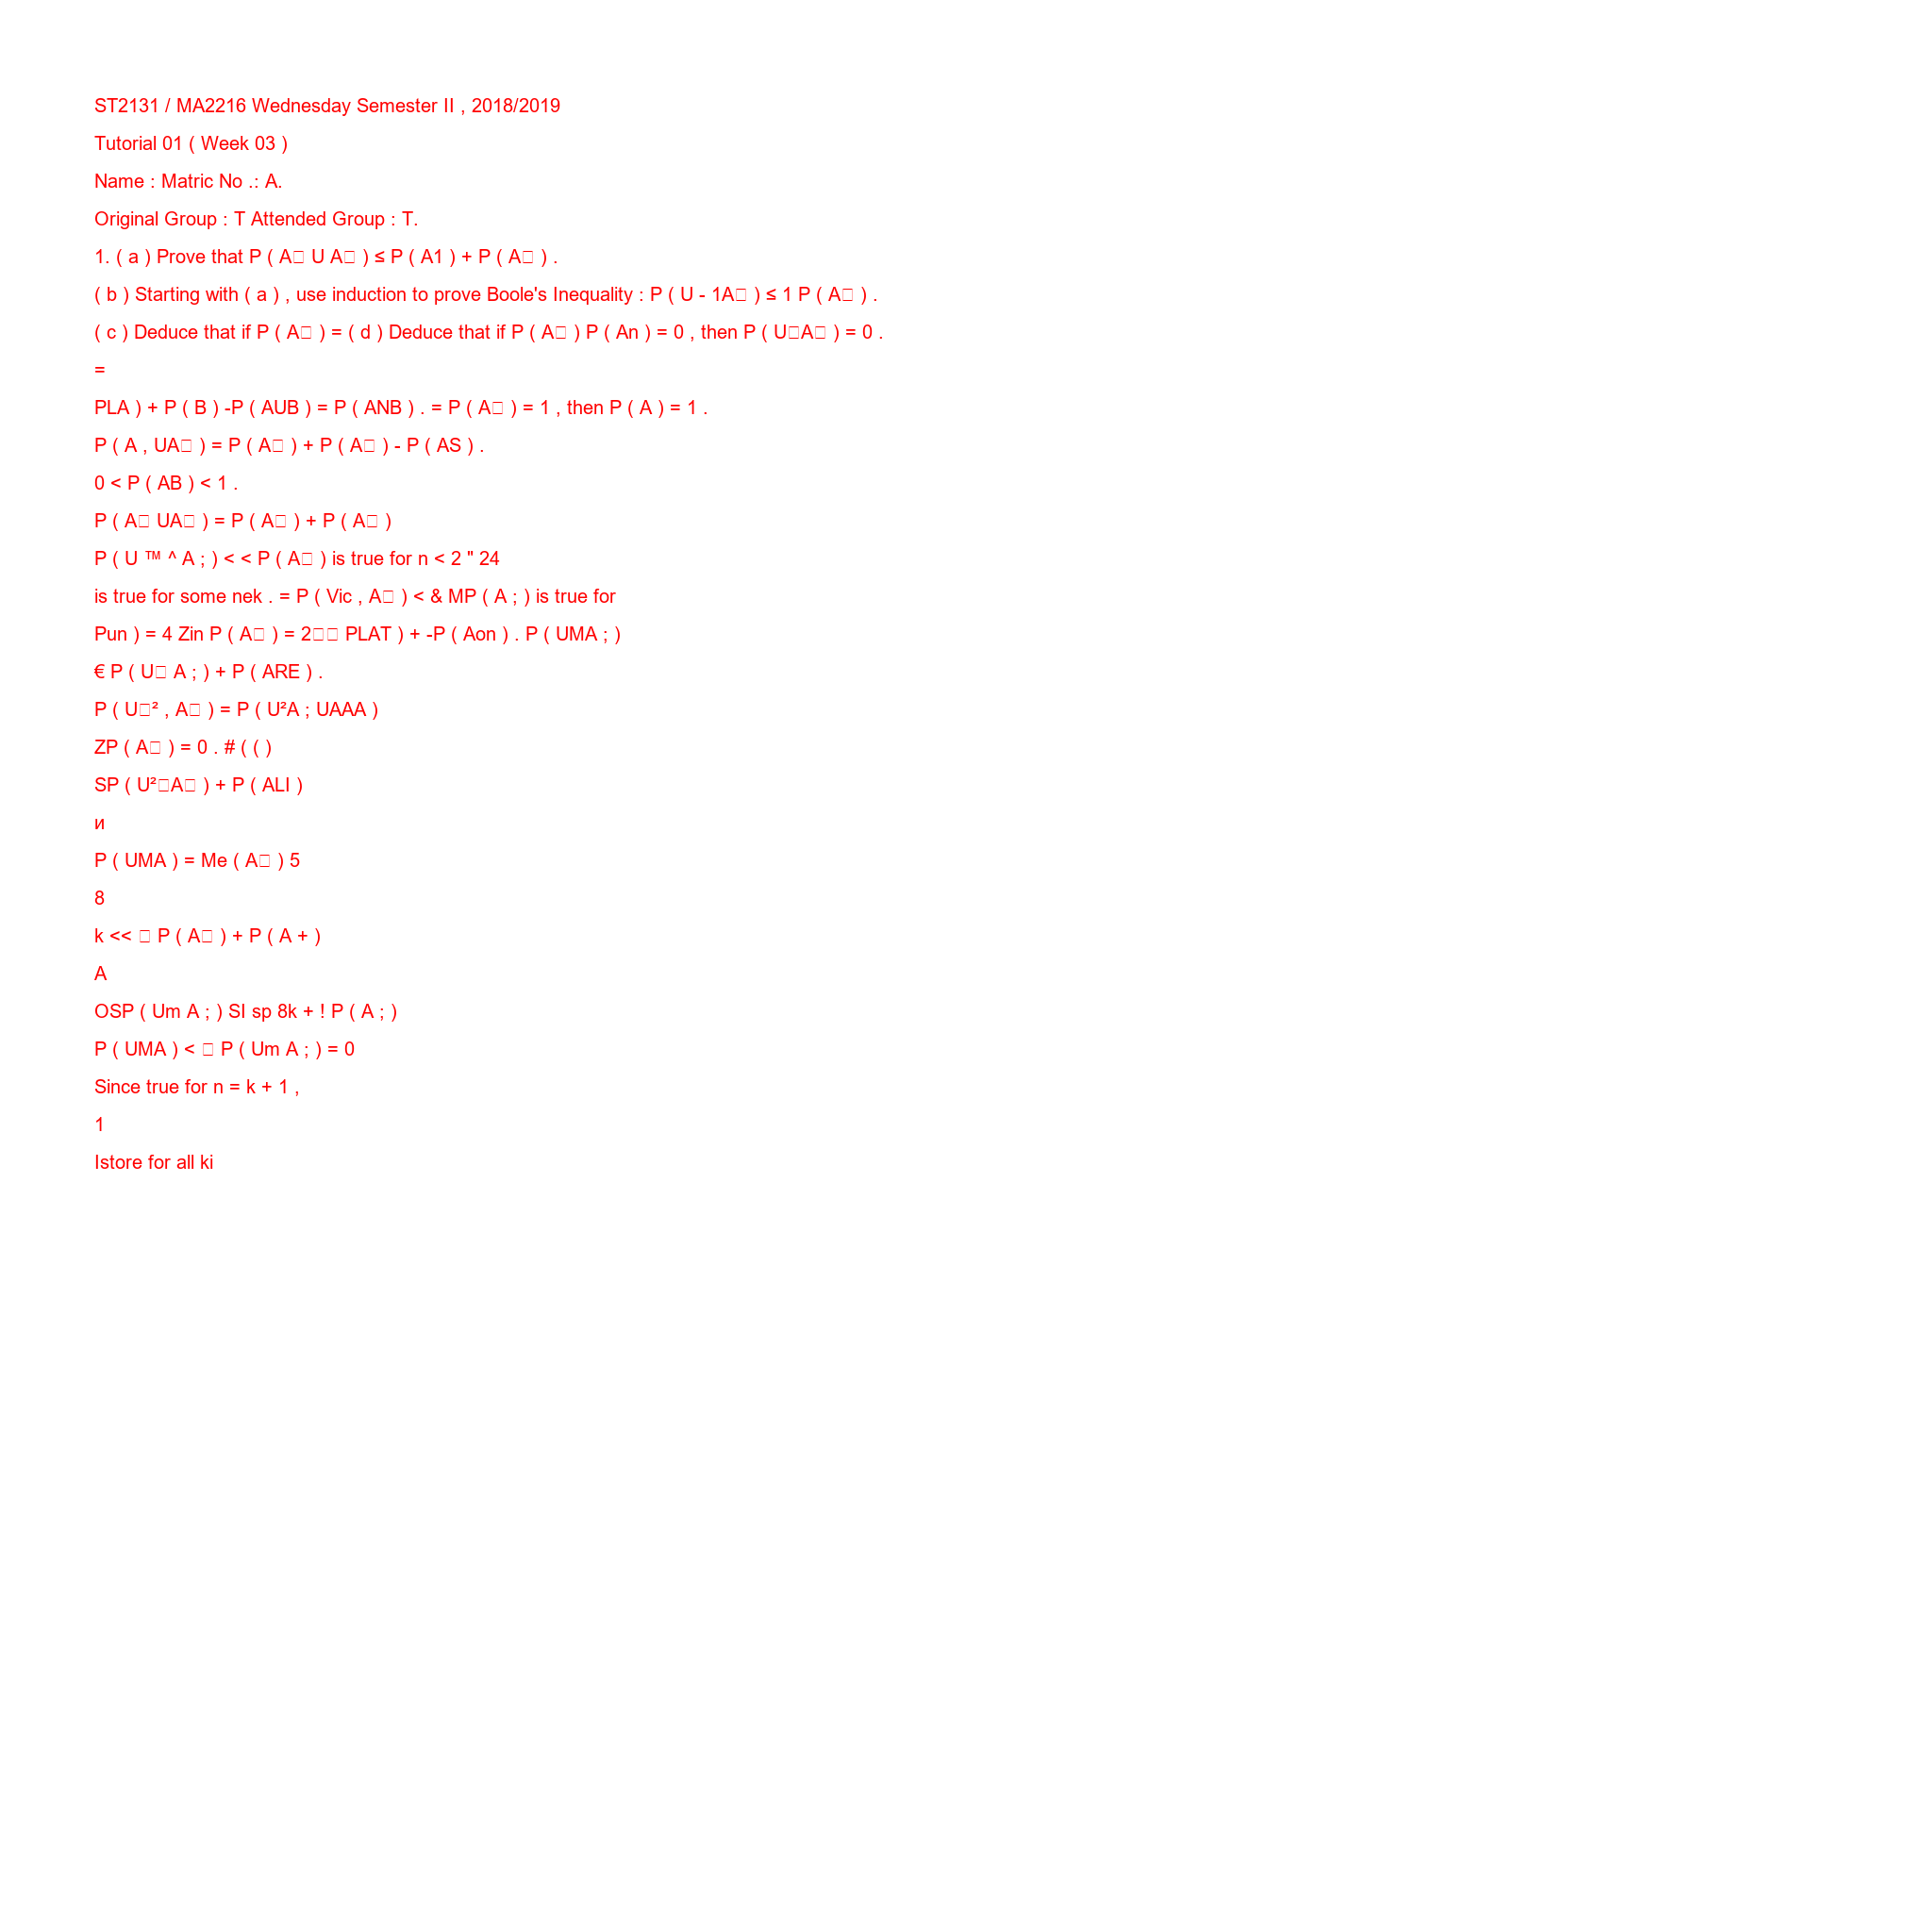 ST2131 / MA2216 Wednesday Semester II , 2018/2019
Tutorial 01 ( Week 03 )
Name : Matric No .: A.
Original Group : T Attended Group : T.
1. ( a ) Prove that P ( A□ U A□ ) ≤ P ( A1 ) + P ( A□ ) .
( b ) Starting with ( a ) , use induction to prove Boole's Inequality : P ( U - 1A□ ) ≤ 1 P ( A□ ) .
( c ) Deduce that if P ( A□ ) = ( d ) Deduce that if P ( A□ ) P ( An ) = 0 , then P ( U□A□ ) = 0 .
=
PLA ) + P ( B ) -P ( AUB ) = P ( ANB ) . = P ( A□ ) = 1 , then P ( A ) = 1 .
P ( A , UA□ ) = P ( A□ ) + P ( A□ ) - P ( AS ) .
0 < P ( AB ) < 1 .
P ( A□ UA□ ) = P ( A□ ) + P ( A□ )
P ( U ™ ^ A ; ) < < P ( A□ ) is true for n < 2 " 24
is true for some nek . = P ( Vic , A□ ) < & MP ( A ; ) is true for
Pun ) = 4 Zin P ( A□ ) = 2□□ PLAT ) + -P ( Aon ) . P ( UMA ; )
€ P ( U□ A ; ) + P ( ARE ) .
P ( U□² , A□ ) = P ( U²A ; UAAA )
ZP ( A□ ) = 0 . # ( ( )
SP ( U²□A□ ) + P ( ALI )
и
P ( UMA ) = Me ( A□ ) 5
8
k << □ P ( A□ ) + P ( A + )
A
OSP ( Um A ; ) SI sp 8k + ! P ( A ; )
P ( UMA ) < □ P ( Um A ; ) = 0
Since true for n = k + 1 ,
1
Istore for all ki